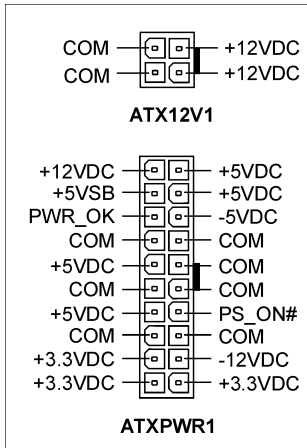 COM +12VDC
COM +12VDC
ATX12V1
+12VDC +5VDC
+5VSB +5VDC
PWR_OK -5VDC
COM COM
+5VDC COM
COM COM
+5VDC PS_ON#
COM COM
+3.3VDC -12VDC
+3.3VDC +3.3VDC
ATXPWR1